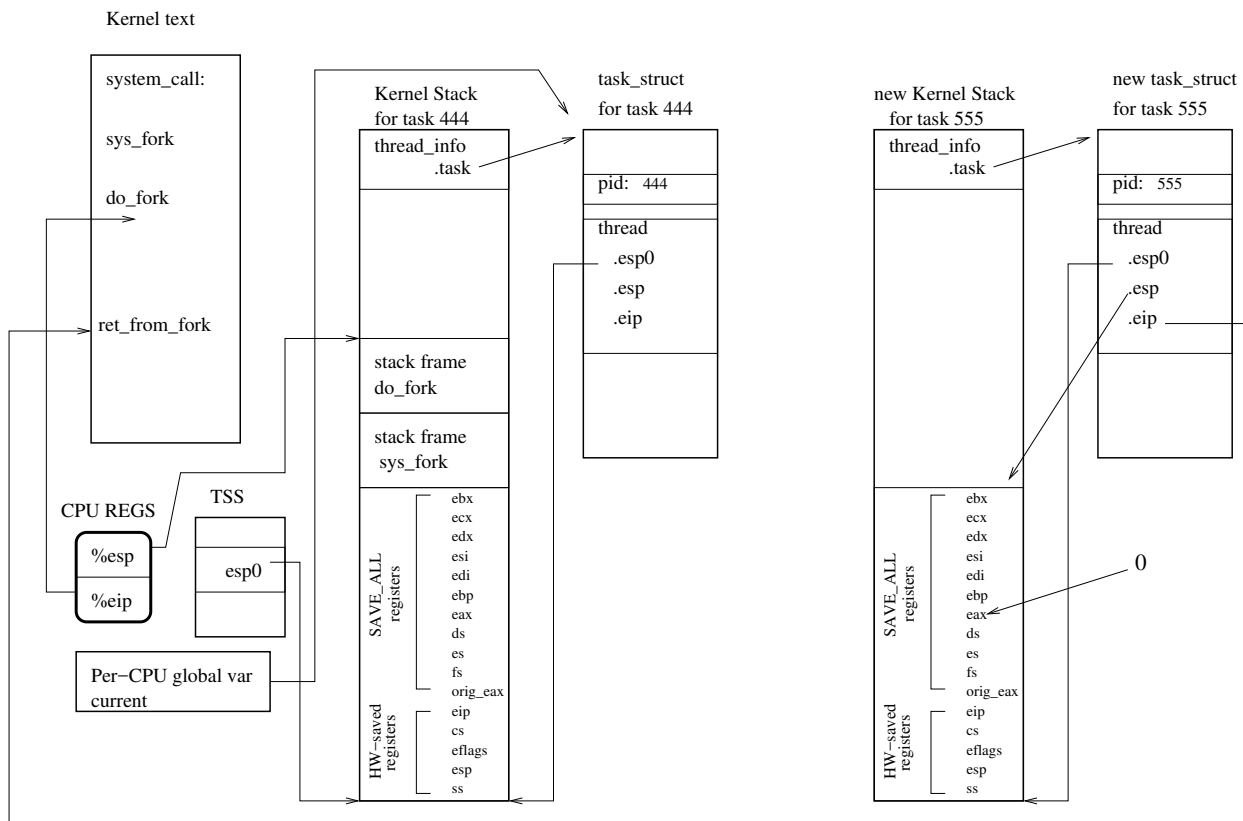 Kernel text
system_call:
sys_fork
do_fork
ret_from_fork
CPU REGS
%esp
%eip
TSS
esp0
Per−CPU global var
current
Kernel Stack
for task 444
thread_info
.task
stack frame
do_fork
stack frame
sys_fork
SAVE_ALL
registers
ebx
ecx
edx
esi
edi
ebp
eax
ds
es
fs
orig_eax
HW−saved
registers
eip
cs
eflags
esp
ss
task_struct
for task 444
pid: 444
thread
.esp0
.esp
.eip
new Kernel Stack
for task 555
thread_info
.task
SAVE_ALL
registers
ebx
ecx
edx
esi
edi
ebp
eax
ds
es
fs
orig_eax
HW−saved
registers
eip
cs
eflags
esp
ss
new task_struct
for task 555
pid: 555
thread
.esp0
.esp
.eip
0